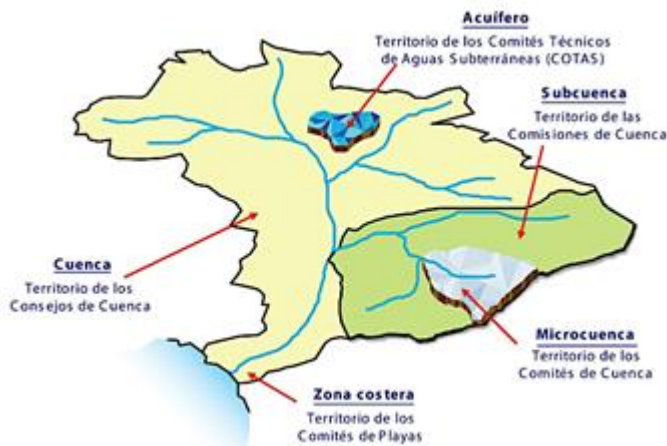 Acuífero
Territorio de los Comités Técnicos
de Aguas Subterráneas (COTAS)
Subcuenca
Territorio de las
Comisiones de Cuenca
Cuenca
Territorio de los
Consejos de Cuenca
Microcuenca
Territorio de los
Comités de Cuenca
Zona costera
Territorio de los
Comités de Playas